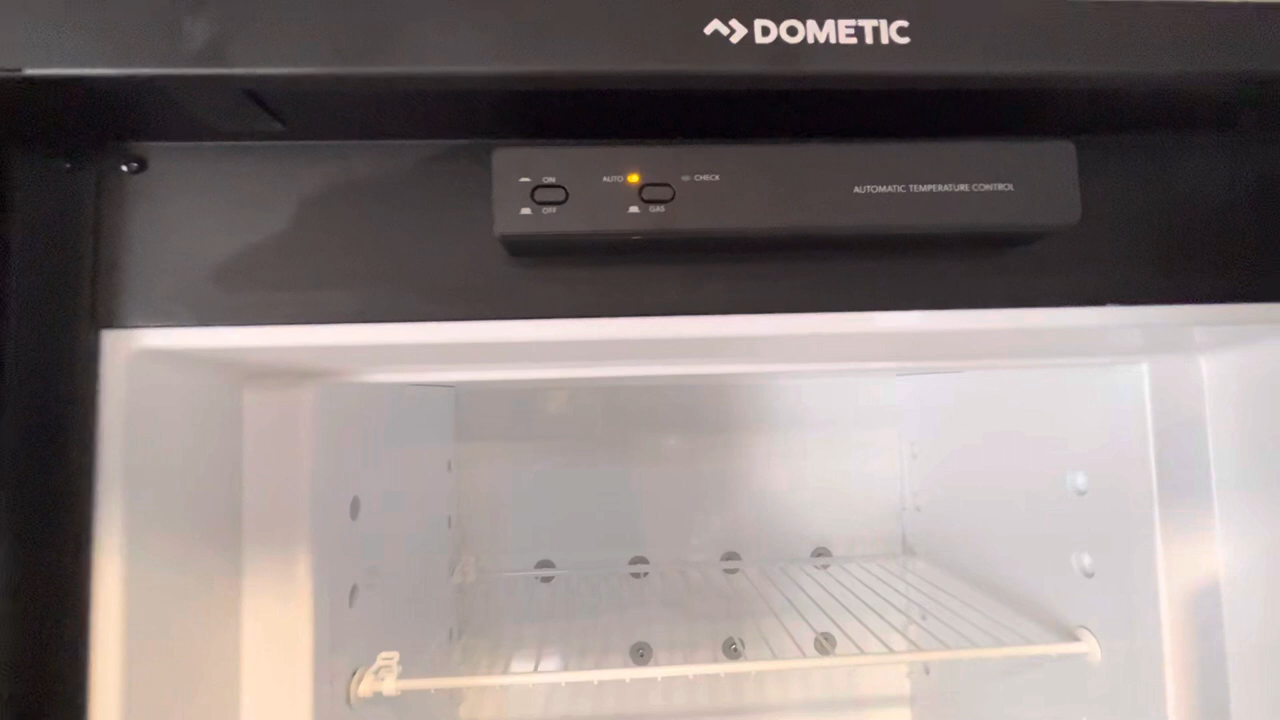 DOMETIC
ON
OFF
AUTO
GAS
CHECK
AUTOMATIC TEMPERATURE CONTROL